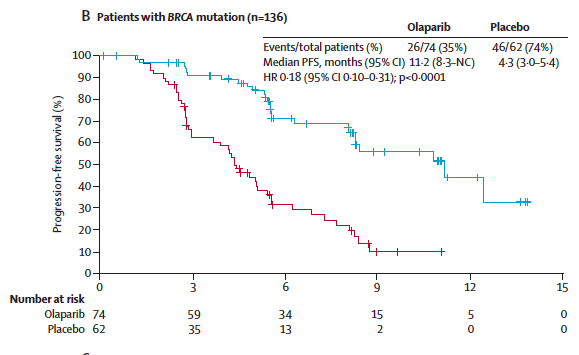 B Patients with BRCA mutation (n=136)
Olaparib Placebo
Events/total patients (%) 26/74 (35%) 46/62 (74%)
Median PFS, months (95% CI) 11·2 (8·3–NC) 4·3 (3·0–5·4)
HR 0·18 (95% CI 0·10–0·31); p<0·0001
Progression-free survival (%)
100
90
80
70
60
50
40
30
20
10
0
0 3 6 9 12 15
Number at risk
Olaparib 74 59 34 15 5 0
Placebo 62 35 13 2 0 0